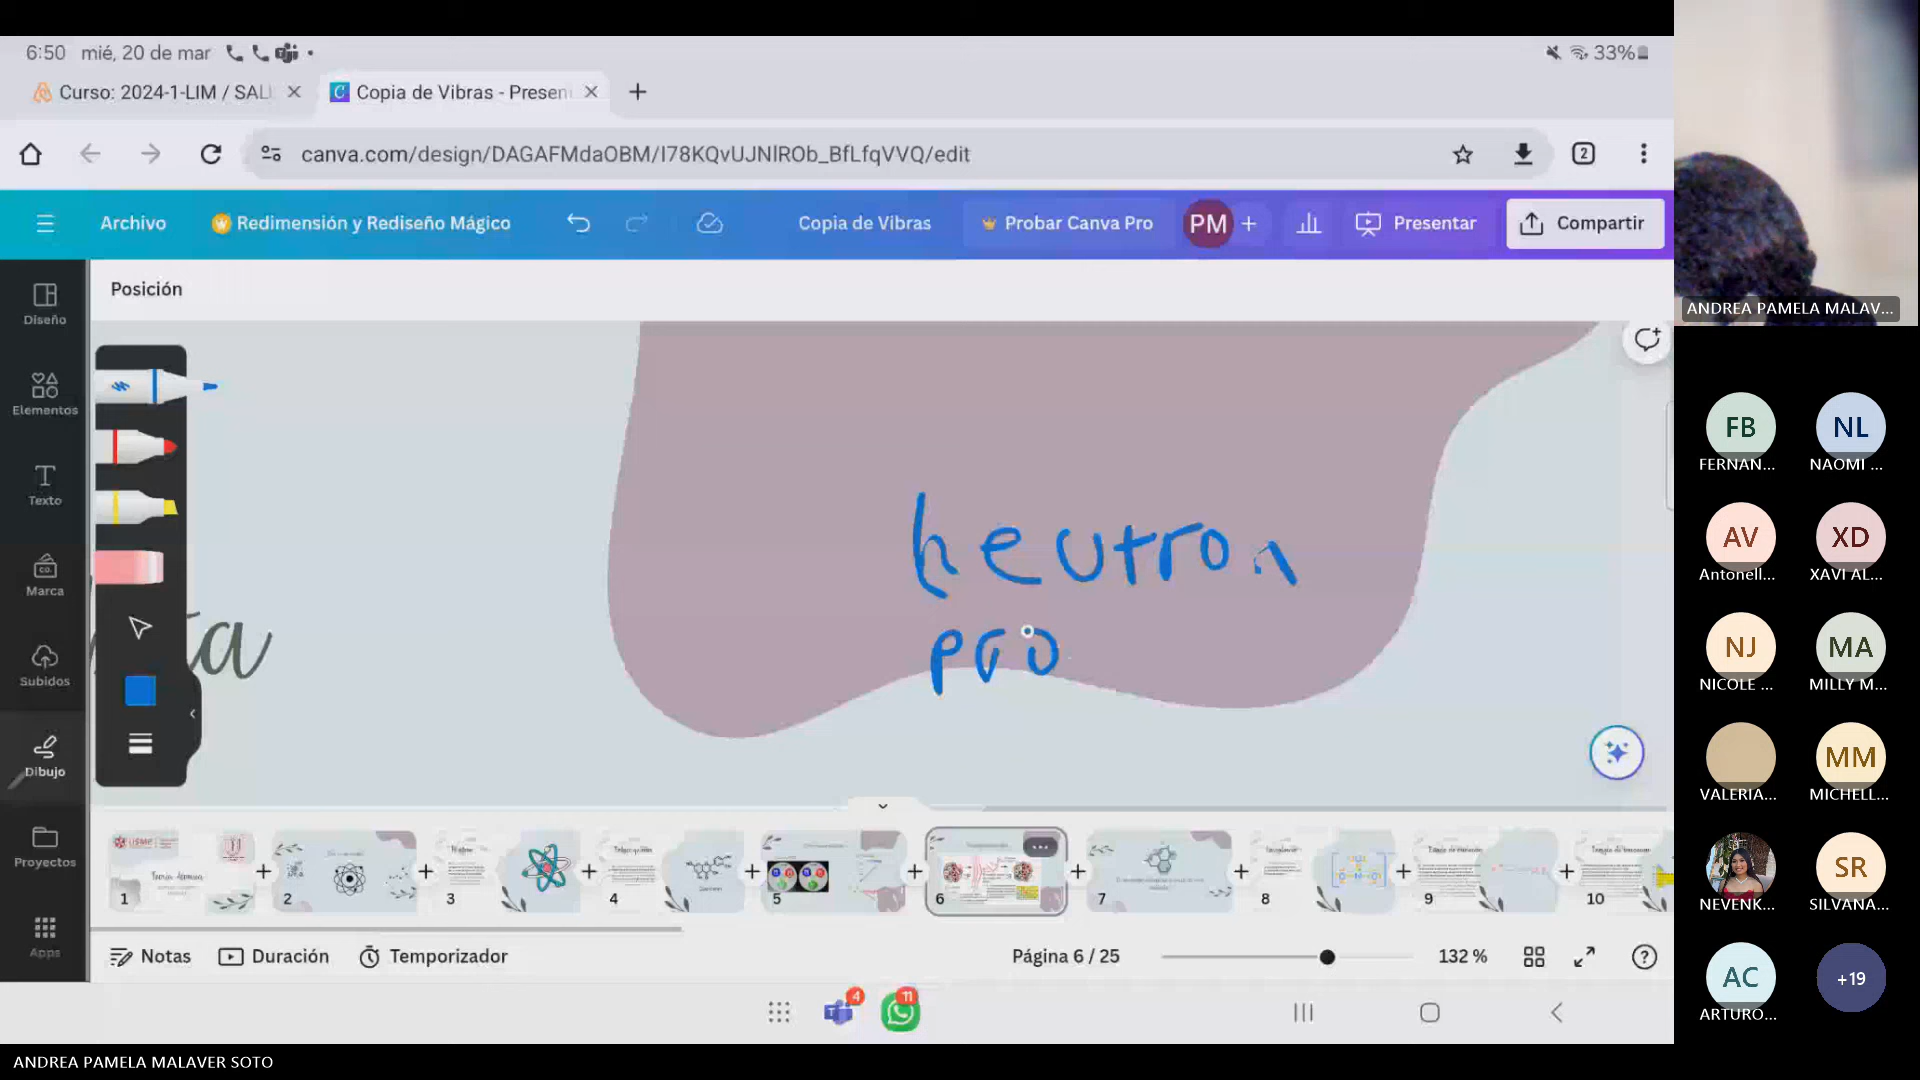 6:50 mié, 20 de mar
33%
Curso: 2024-1-LIM / SAL
Copia de Vibras - Presen
canva.com/design/DAGAFMdaOBM/I78KQvUJNlROb_BfLfqVVQ/edit
2
Archivo
Redimensión y Rediseño Mágico
Copia de Vibras
Probar Canva Pro
PM
Presentar
Compartir
Posición
Diseño
Elementos
Texto
Marca
Subidos
Dibujo
Proyectos
Apps
neutron
pro
1
2
3
4
5
6
7
8
9
10
Notas
Duración
Temporizador
Página 6 / 25
132 %
4
11
ANDREA PAMELA MALAVER SOTO
ANDREA PAMELA MALAV...
FB
FERNAN...
NL
NAOMI ...
AV
Antonell...
XD
XAVI AL...
NJ
NICOLE ...
MA
MILLY M...
VALERIA...
MM
MICHELL...
NEVENK...
SR
SILVANA...
AC
ARTURO...
+19